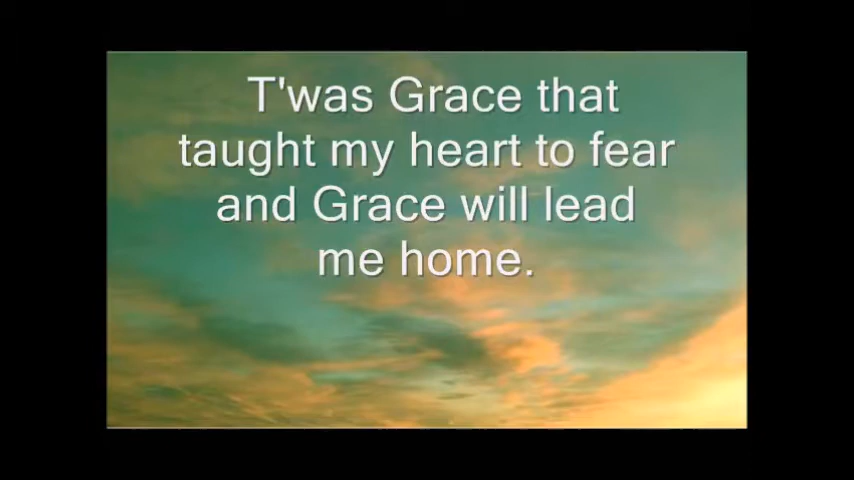 T'was Grace that
taught my heart to fear
and Grace will lead
me home.